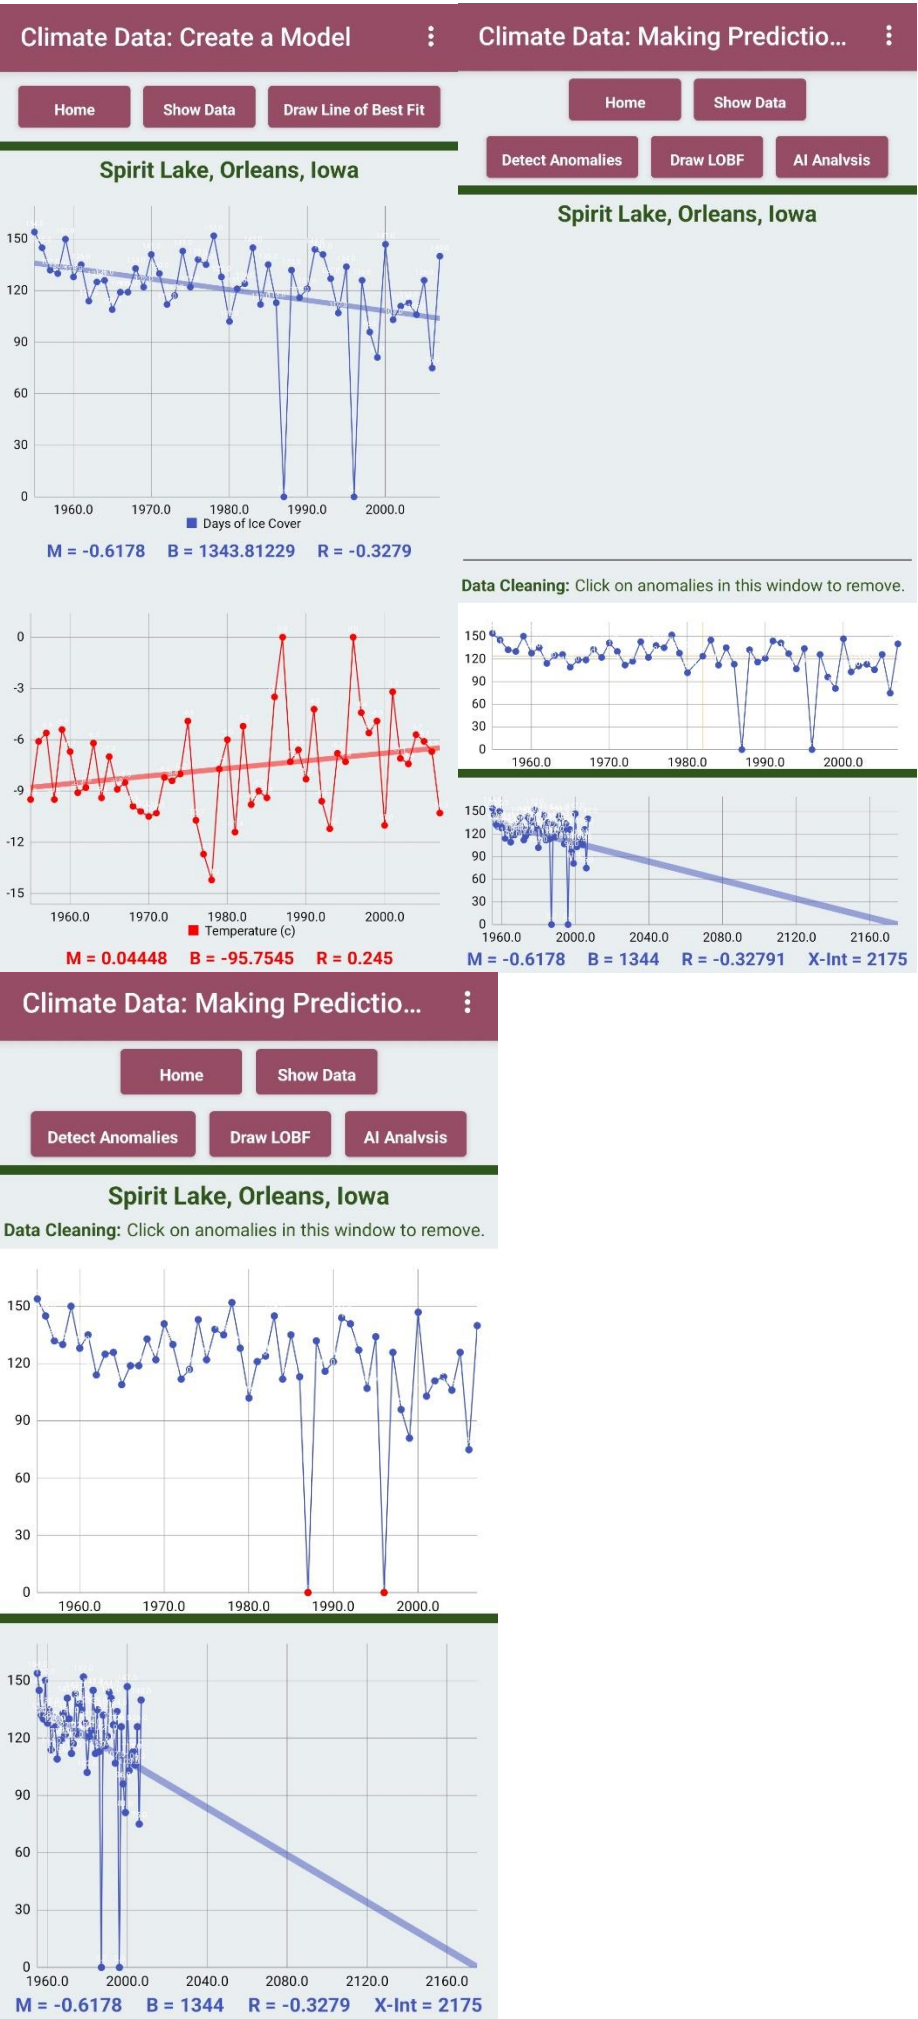 Climate Data: Create a Model
Home Show Data Draw Line of Best Fit
Spirit Lake, Orleans, Iowa
150
120
90
60
30
0
1960.0 1970.0 1980.0 1990.0 2000.0
Days of Ice Cover
M = -0.6178 B = 1343.81229 R = -0.3279
0
-3
-6
-9
-12
-15
1960.0 1970.0 1980.0 1990.0 2000.0
Temperature (c)
M = 0.04448 B = -95.7545 R = 0.245
Climate Data: Making Predictio...
Home Show Data
Detect Anomalies Draw LOBF AI Analvsis
Spirit Lake, Orleans, Iowa
Data Cleaning: Click on anomalies in this window to remove.
150
120
90
60
30
0
1960.0 1970.0 1980.0 1990.0 2000.0
150
120
90
60
30
0
1960.0 2000.0 2040.0 2080.0 2120.0 2160.0
M = -0.6178 B = 1344 R = -0.32791 X-Int = 2175
Climate Data: Making Predictio...
Home Show Data
Detect Anomalies Draw LOBF AI Analvsis
Spirit Lake, Orleans, Iowa
Data Cleaning: Click on anomalies in this window to remove.
150
120
90
60
30
0
1960.0 1970.0 1980.0 1990.0 2000.0
150
120
90
60
30
0
1960.0 2000.0 2040.0 2080.0 2120.0 2160.0
M = -0.6178 B = 1344 R = -0.3279 X-Int = 2175